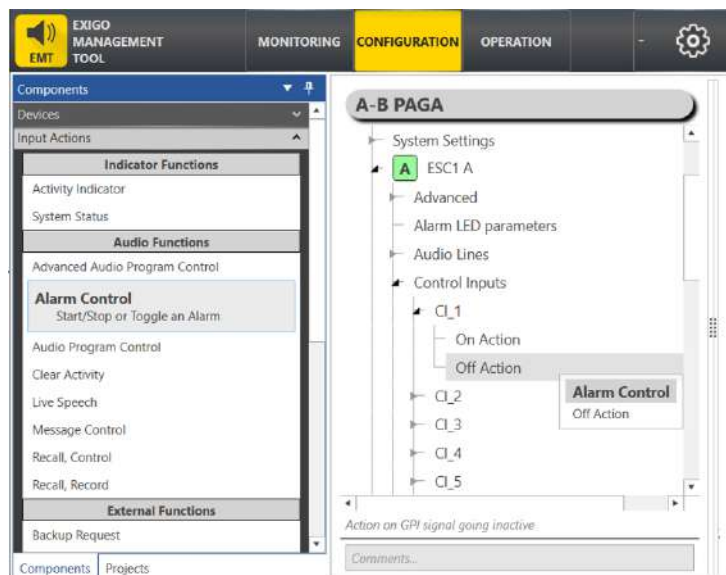 EXIGO
MANAGEMENT
TOOL
EMT
MONITORING
CONFIGURATION
OPERATION
-
Components
Devices
Input Actions
Indicator Functions
Activity Indicator
System Status
Audio Functions
Advanced Audio Program Control
Alarm Control
Start/Stop or Toggle an Alarm
Audio Program Control
Clear Activity
Live Speech
Message Control
Recall, Control
Recall, Record
External Functions
Backup Request
Components
Projects
A-B PAGA
System Settings
A ESC1 A
Advanced
Alarm LED parameters
Audio Lines
Control Inputs
CI_1
On Action
Off Action
Alarm Control
Off Action
CI_2
CI_3
CI_4
CI_5
Action on GPI signal going inactive
Comments...